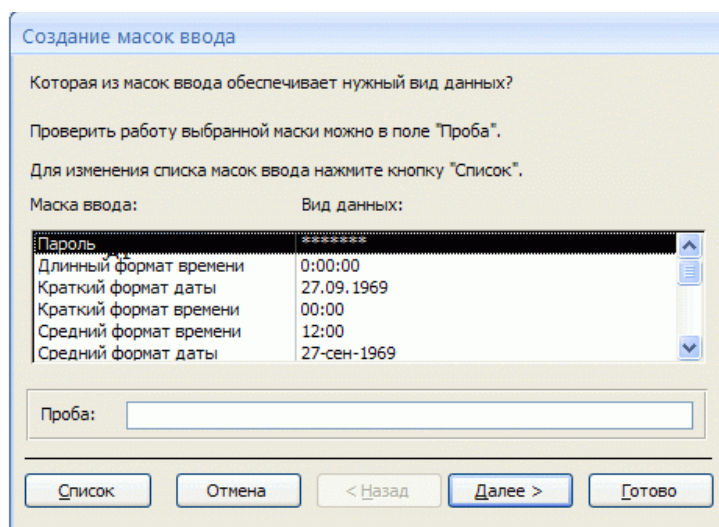 Создание масок ввода
Которая из масок ввода обеспечивает нужный вид данных?
Проверить работу выбранной маски можно в поле "Проба".
Для изменения списка масок ввода нажмите кнопку "Список".
Маска ввода: Вид данных:
Пароль *******
Длинный формат времени 0:00:00
Краткий формат даты 27.09.1969
Краткий формат времени 00:00
Средний формат времени 12:00
Средний формат даты 27-сен-1969
Проба:
Список Отмена < Назад Далее > Готово